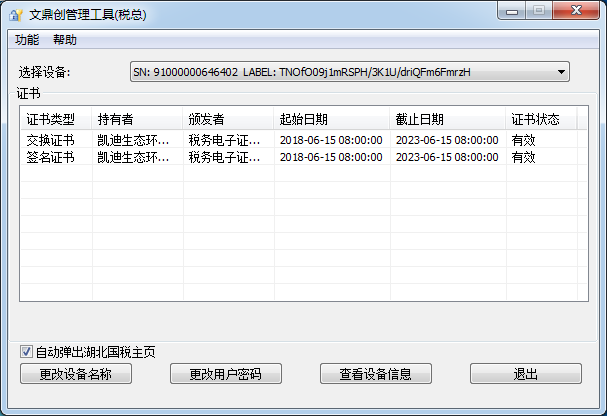 文鼎创管理工具(税总)
功能 帮助
选择设备: SN: 91000000646402 LABEL: TNOfO09j1mRSPH/3K1U/driQFm6FmrzH
证书
证书类型 持有者 颁发者 起始日期 截止日期 证书状态
交换证书 凯迪生态环... 税务电子证... 2018-06-15 08:00:00 2023-06-15 08:00:00 有效
签名证书 凯迪生态环... 税务电子证... 2018-06-15 08:00:00 2023-06-15 08:00:00 有效
自动弹出湖北国税主页
更改设备名称 更改用户密码 查看设备信息 退出